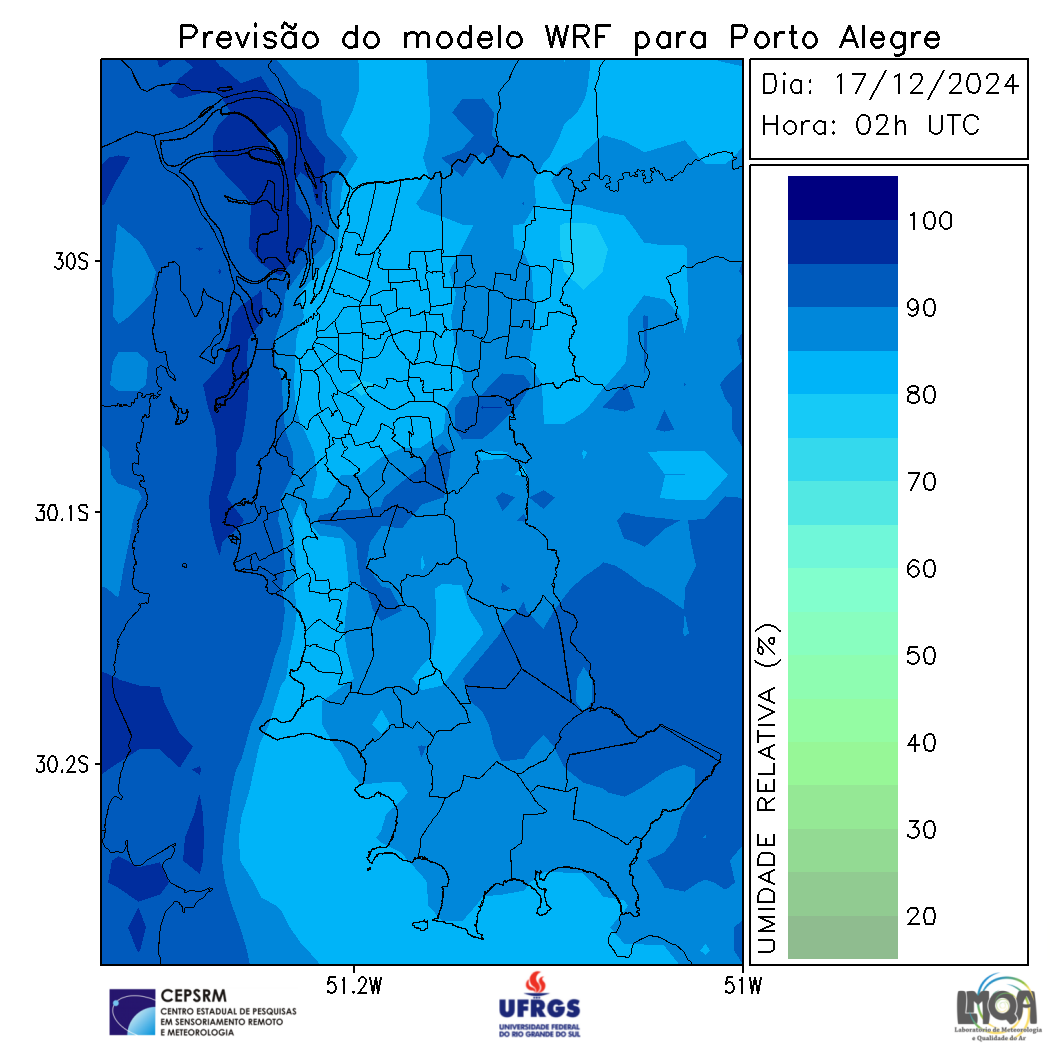 Previsão do modelo WRF para Porto Alegre
Dia: 17/12/2024
Hora: 02h UTC
30S
30.1S
30.2S
51.2W
51W
UMIDADE RELATIVA (%)
100
90
80
70
60
50
40
30
20
CEPSRM
CENTRO ESTADUAL DE PESQUISAS
EM SENSORIAMENTO REMOTO
E METEOROLOGIA
UFRGS
UNIVERSIDADE FEDERAL
DO RIO GRANDE DO SUL
LMQA
Laboratório de Meteorologia
e Qualidade do Ar